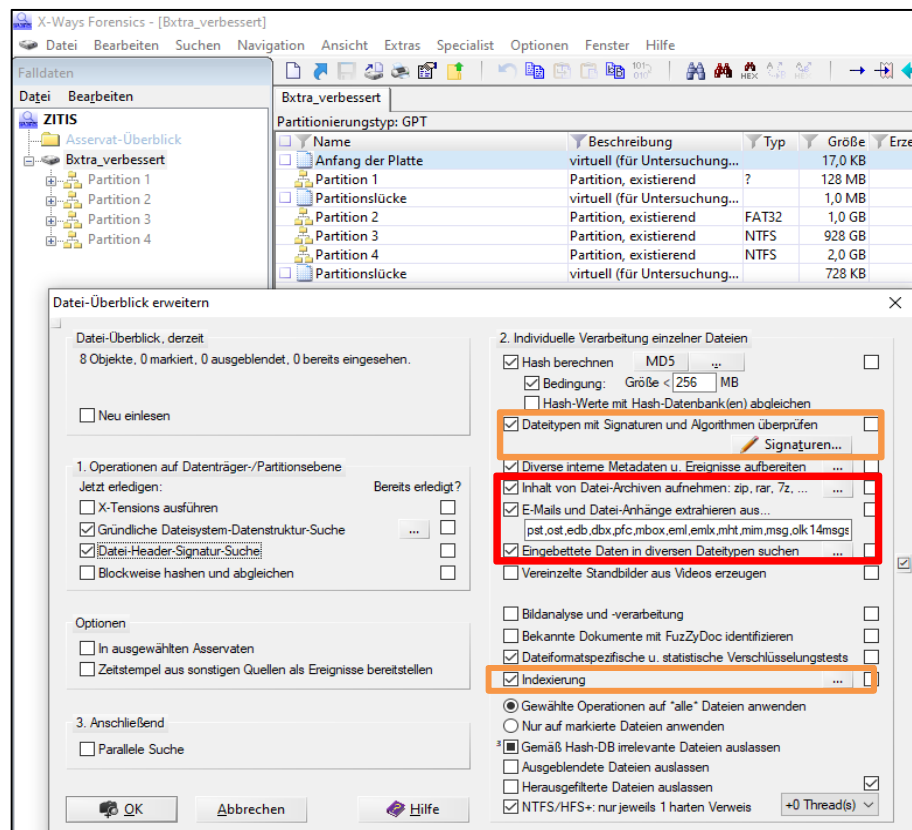 X-Ways Forensics - [Bxtra_verbessert]
Datei Bearbeiten Suchen Navigation Ansicht Extras Specialist Optionen Fenster Hilfe
Falldaten
Datei Bearbeiten
ZITIS
Asservat-Überblick
Bxtra_verbessert
Partition 1
Partition 2
Partition 3
Partition 4
HEX
Bxtra_verbessert
Partitionierungstyp: GPT
Name Beschreibung Typ Größe Erze
Anfang der Platte virtuell (für Untersuchung... 17,0 KB
Partition 1 Partition, existierend ? 128 MB
Partitionslücke virtuell (für Untersuchung... 1,0 MB
Partition 2 Partition, existierend FAT32 1,0 GB
Partition 3 Partition, existierend NTFS 928 GB
Partition 4 Partition, existierend NTFS 2,0 GB
Partitionslücke virtuell (für Untersuchung... 728 KB
Datei-Überblick erweitern
Datei-Überblick, derzeit
8 Objekte, 0 markiert, 0 ausgeblendet, 0 bereits eingesehen.
Neu einlesen
1. Operationen auf Datenträger-/Partitionsebene
Jetzt erledigen: Bereits erledigt?
X-Tensions ausführen
Gründliche Dateisystem-Datenstruktur-Suche ...
Datei-Header-Signatur-Suche
Blockweise hashen und abgleichen
Optionen
In ausgewählten Asservaten
Zeitstempel aus sonstigen Quellen als Ereignisse bereitstellen
3. Anschließend
Parallele Suche
OK Abbrechen Hilfe
2. Individuelle Verarbeitung einzelner Dateien
Hash berechnen MD5 ...
Bedingung: Größe < 256 MB
Hash-Werte mit Hash-Datenbank(en) abgleichen
Dateitypen mit Signaturen und Algorithmen überprüfen
Signaturen...
Diverse interne Metadaten u. Ereignisse aufbereiten ...
Inhalt von Datei-Archiven aufnehmen: zip, rar, 7z, ... ...
E-Mails und Datei-Anhänge extrahieren aus...
pst,ost,edb,dbx,pfc,mbox,eml,emlx,mht,mim,msg,olk14msgs
Eingebettete Daten in diversen Dateitypen suchen ...
Vereinzelte Standbilder aus Videos erzeugen
Bildanalyse und -verarbeitung
Bekannte Dokumente mit FuzZyDoc identifizieren
Dateiformatspezifische u. statistische Verschlüsselungstests
Indexierung ...
Gewählte Operationen auf *alle* Dateien anwenden
Nur auf markierte Dateien anwenden
³ Gemäß Hash-DB irrelevante Dateien auslassen
Ausgeblendete Dateien auslassen
Herausgefilterte Dateien auslassen
NTFS/HFS+: nur jeweils 1 harten Verweis +0 Thread(s)